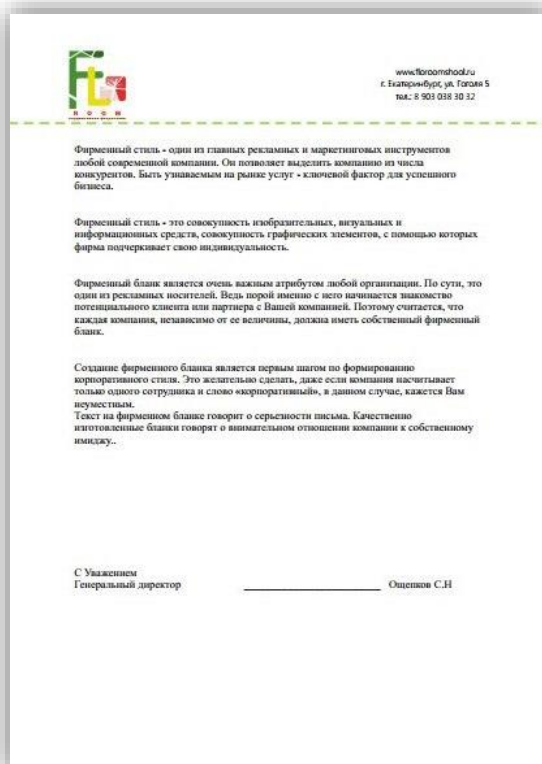 FL
ROOM
www.floroomshool.ru
г. Екатеринбург, ул. Гоголя 5
тел.: 8 903 038 30 32
Фирменный стиль - один из главных рекламных и маркетинговых инструментов
любой современной компании. Он позволяет выделить компанию из числа
конкурентов. Быть узнаваемым на рынке услуг - ключевой фактор для успешного
бизнеса.
Фирменный стиль - это совокупность изобразительных, визуальных и
информационных средств, совокупность графических элементов, с помощью которых
фирма подчеркивает свою индивидуальность.
Фирменный бланк является очень важным атрибутом любой организации. По сути, это
один из рекламных носителей. Ведь порой именно с него начинается знакомство
потенциального клиента или партнера с Вашей компанией. Поэтому считается, что
каждая компания, независимо от ее величины, должна иметь собственный фирменный
бланк.
Создание фирменного бланка является первым шагом по формированию
корпоративного стиля. Это желательно сделать, даже если компания насчитывает
только одного сотрудника и слово «корпоративный», в данном случае, кажется Вам
неуместным.
Текст на фирменном бланке говорит о серьезности письма. Качественно
изготовленные бланки говорят о внимательном отношении компании к собственному
имиджу..
С Уважением
Генеральный директор Ощепков С.Н